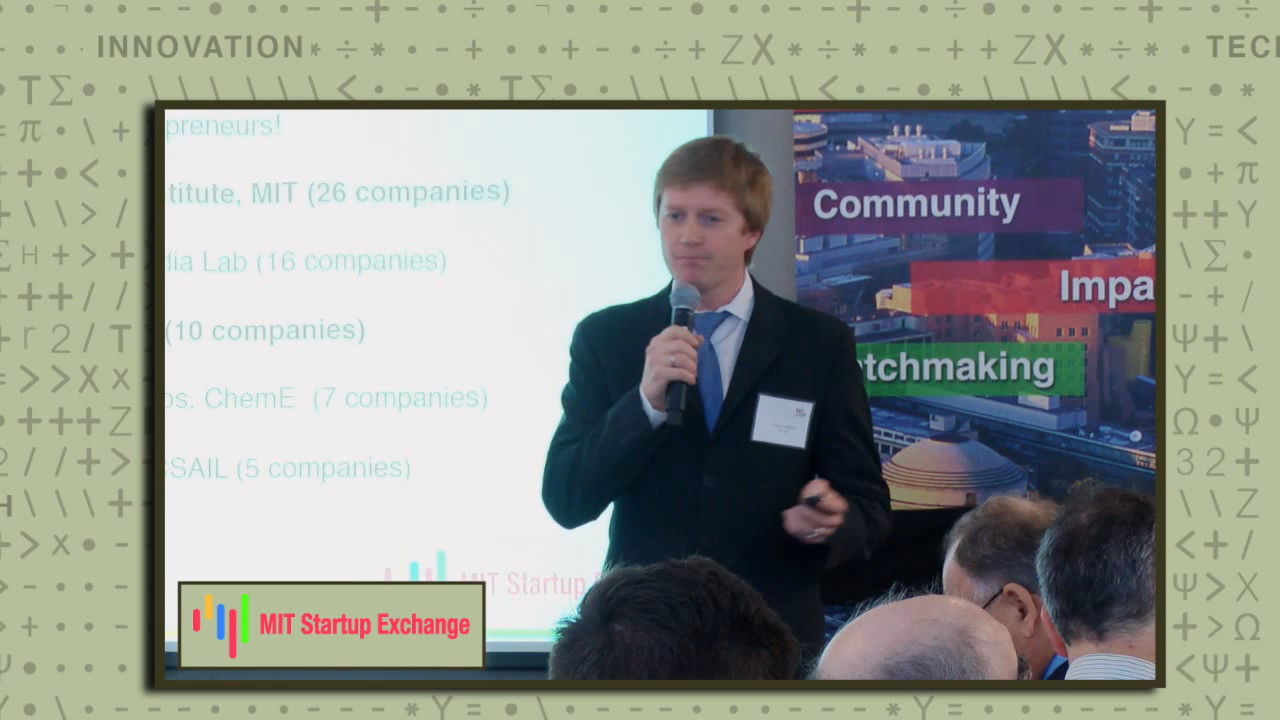 INNOVATION
TECH
preneurs!
titute, MIT (26 companies)
dia Lab (16 companies)
(10 companies)
os. ChemE (7 companies)
SAIL (5 companies)
MIT Startup E
Community
Impa
tchmaking
MIT Startup Exchange